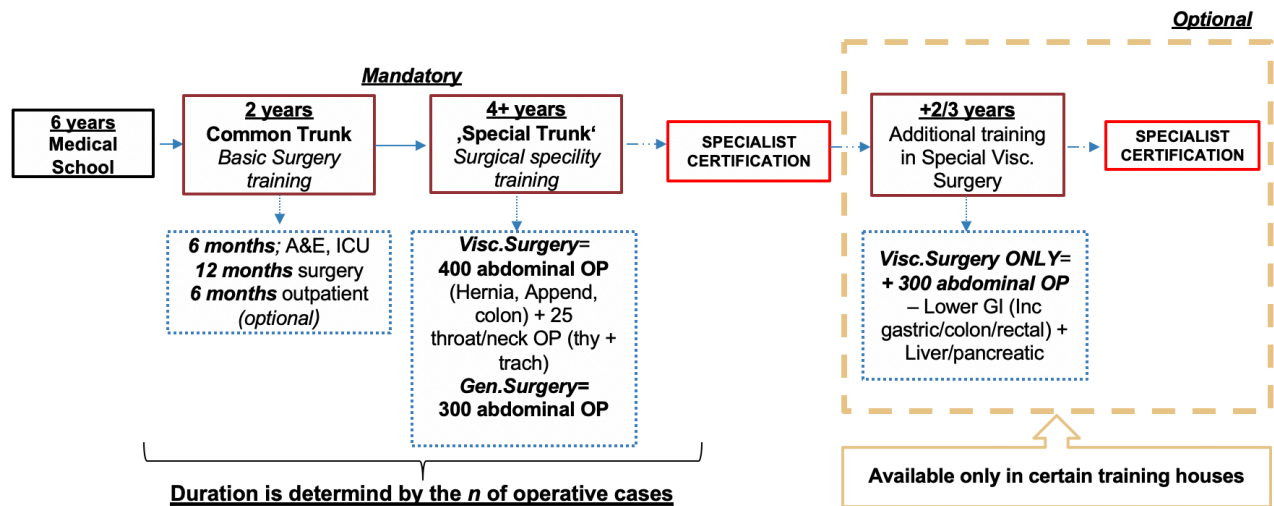 Optional
Mandatory
6 years
Medical
School
2 years
Common Trunk
Basic Surgery
training
4+ years
‚Special Trunk‘
Surgical specility
training
SPECIALIST
CERTIFICATION
+2/3 years
Additional training
in Special Visc.
Surgery
SPECIALIST
CERTIFICATION
6 months; A&E, ICU
12 months surgery
6 months outpatient
(optional)
Visc.Surgery=
400 abdominal OP
(Hernia, Append,
colon) + 25
throat/neck OP (thy +
trach)
Gen.Surgery=
300 abdominal OP
Visc.Surgery ONLY=
+ 300 abdominal OP
– Lower GI (Inc
gastric/colon/rectal) +
Liver/pancreatic
Duration is determind by the n of operative cases
Available only in certain training houses